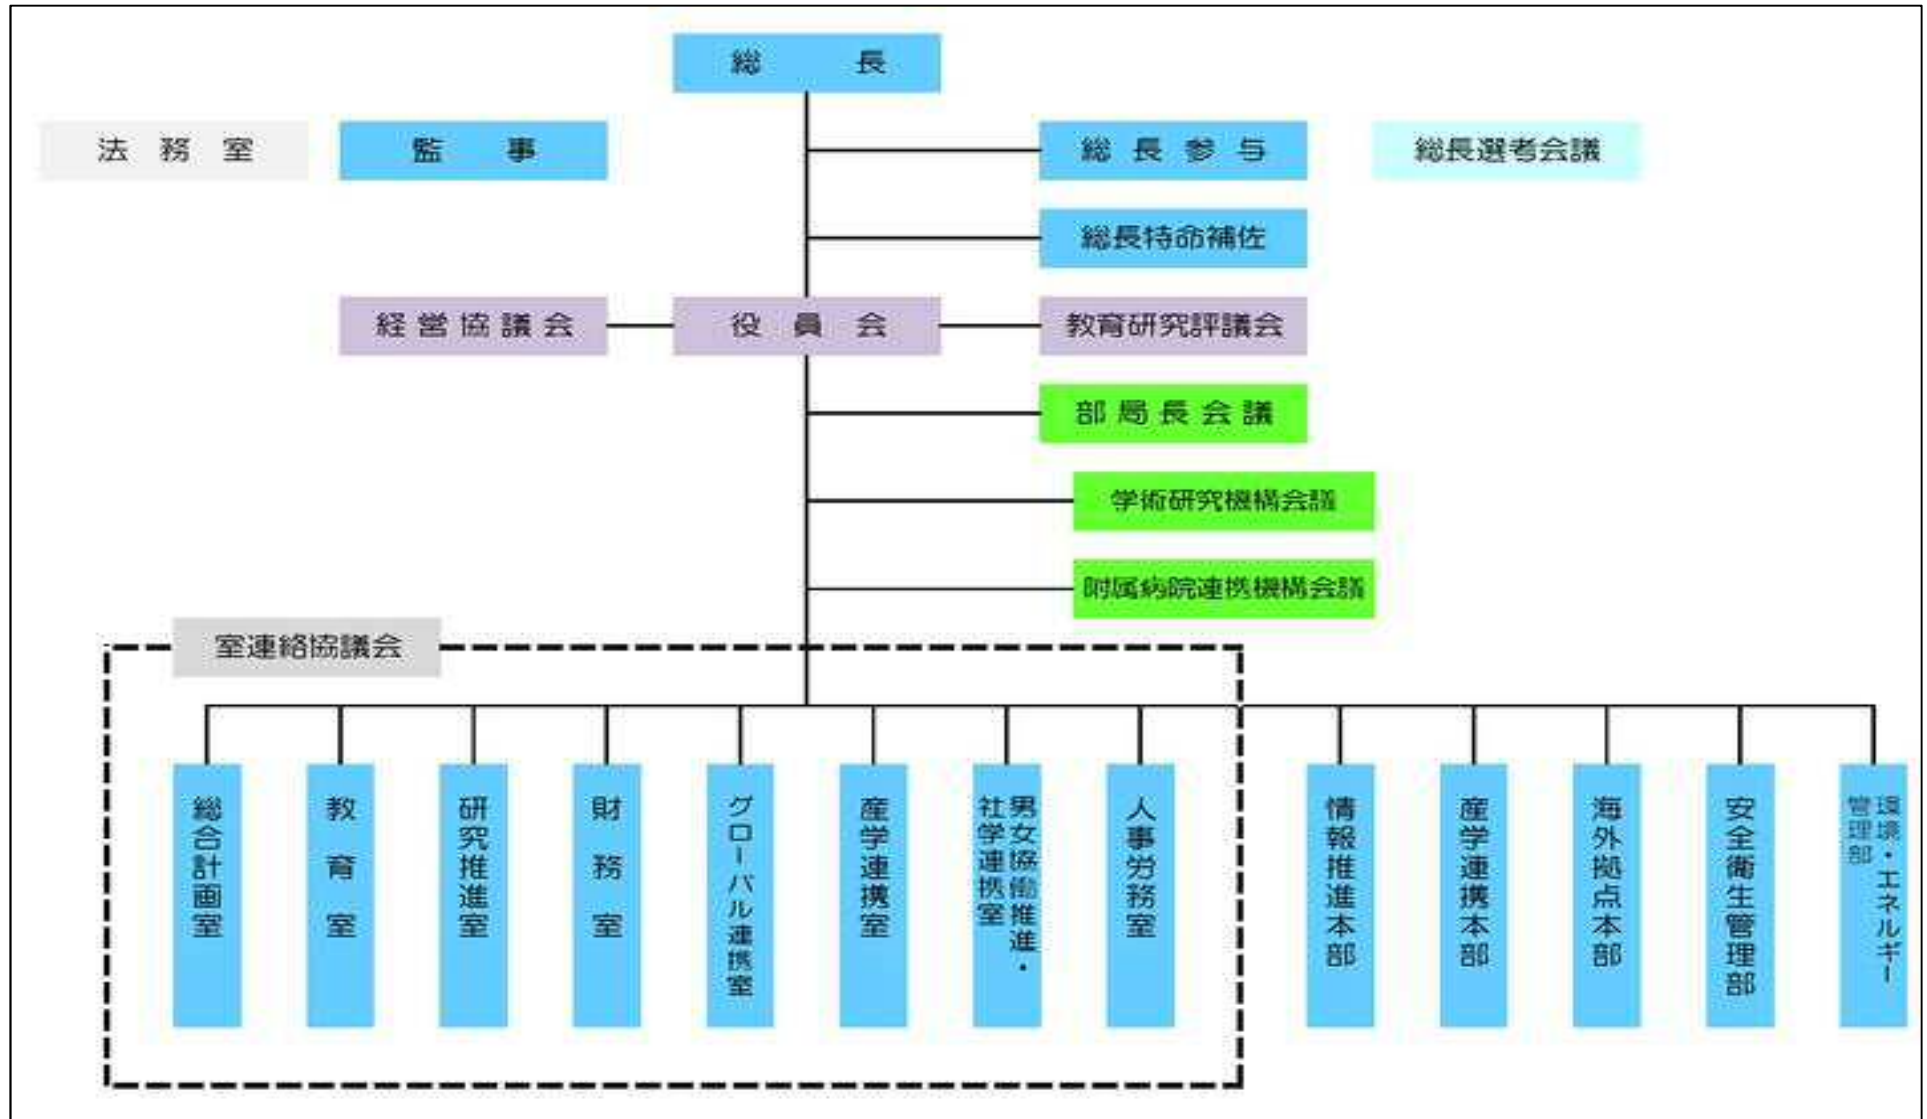 総長
法務室
監事
総長参与
総長選考会議
総長特命補佐
経営協議会
役員会
教育研究評議会
部局長会議
学術研究機構会議
附属病院連携機構会議
室連絡協議会
総合計画室
教育室
研究推進室
財務室
グローバル連携室
産学連携室
男女協働推進・
社学連携室
人事労務室
情報推進本部
産学連携本部
海外拠点本部
安全衛生管理部
環境・エネルギー
管理部